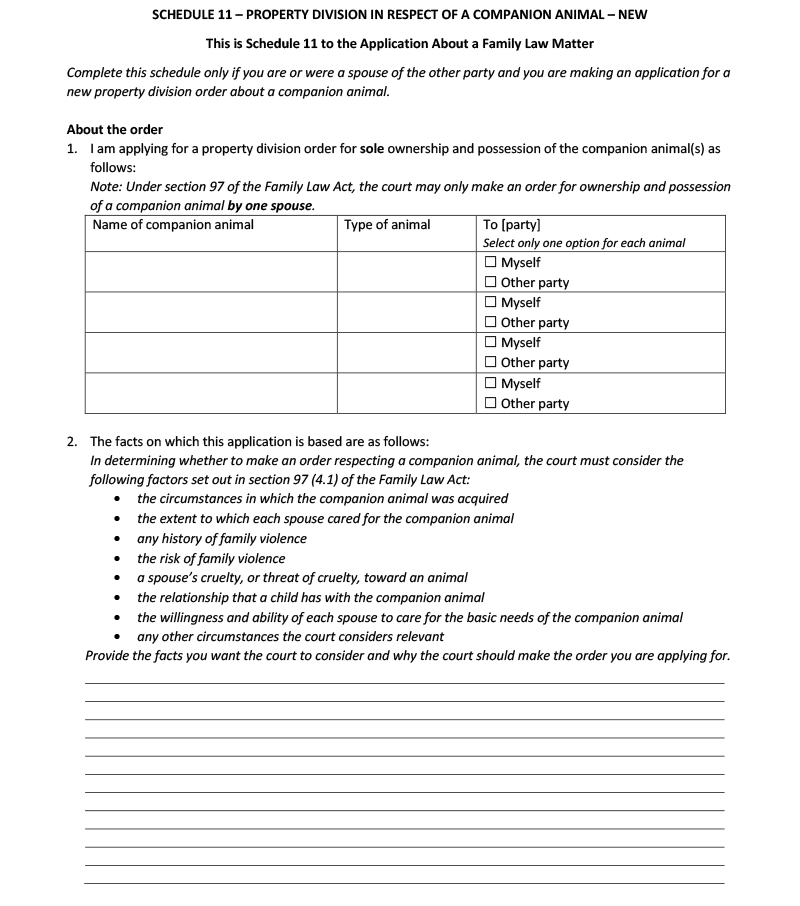 SCHEDULE 11 – PROPERTY DIVISION IN RESPECT OF A COMPANION ANIMAL – NEW
This is Schedule 11 to the Application About a Family Law Matter
Complete this schedule only if you are or were a spouse of the other party and you are making an application for a
new property division order about a companion animal.
About the order
1. I am applying for a property division order for sole ownership and possession of the companion animal(s) as
follows:
Note: Under section 97 of the Family Law Act, the court may only make an order for ownership and possession
of a companion animal by one spouse.
Name of companion animal Type of animal To [party]
Select only one option for each animal
☐ Myself
☐ Other party
☐ Myself
☐ Other party
☐ Myself
☐ Other party
☐ Myself
☐ Other party
2. The facts on which this application is based are as follows:
In determining whether to make an order respecting a companion animal, the court must consider the
following factors set out in section 97 (4.1) of the Family Law Act:
• the circumstances in which the companion animal was acquired
• the extent to which each spouse cared for the companion animal
• any history of family violence
• the risk of family violence
• a spouse's cruelty, or threat of cruelty, toward an animal
• the relationship that a child has with the companion animal
• the willingness and ability of each spouse to care for the basic needs of the companion animal
• any other circumstances the court considers relevant
Provide the facts you want the court to consider and why the court should make the order you are applying for.